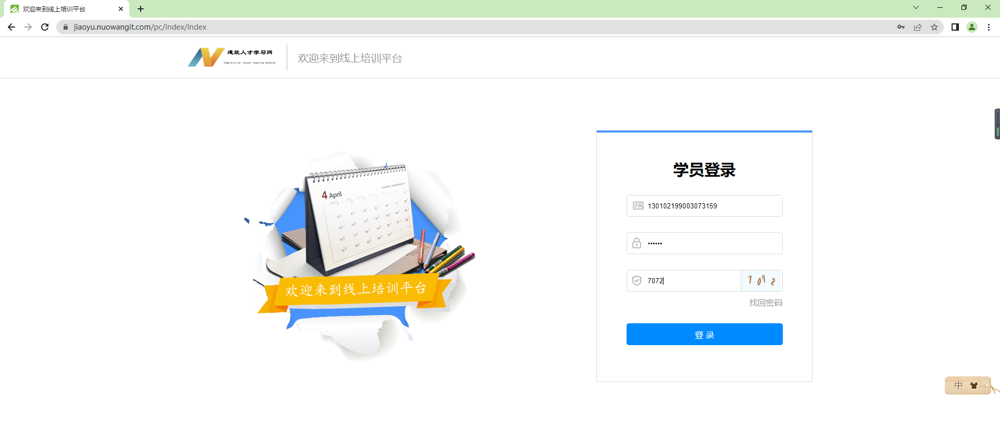 欢迎来到线上培训平台
jiaoyu.nuowangit.com/pc/index/index
建筑人才学习网
Construction talent learning network
欢迎来到线上培训平台
GLOBAL UNIVERSITY
4 April
欢迎来到线上培训平台
学员登录
130102199003073159
••••••
7072
7072
找回密码
登 录
中